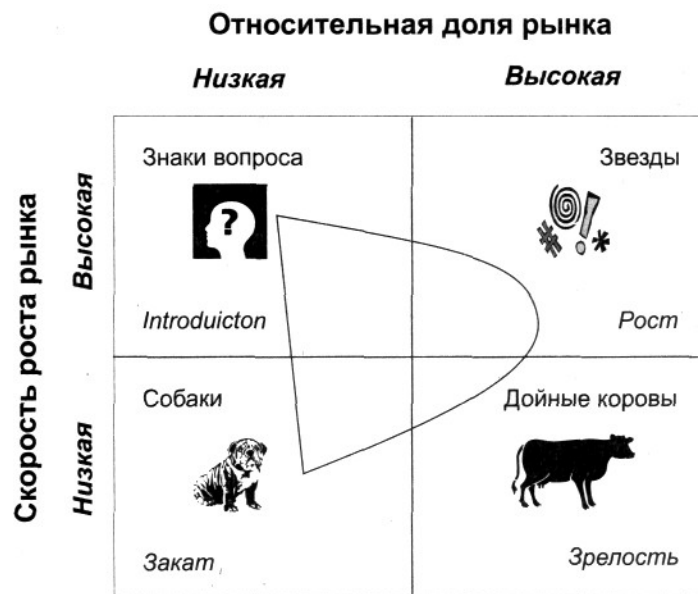 Относительная доля рынка
Низкая
Высокая
Скорость роста рынка
Высокая
Знаки вопроса
?
Introduicton
Звезды
Рост
Низкая
Собаки
Закат
Дойные коровы
Зрелость